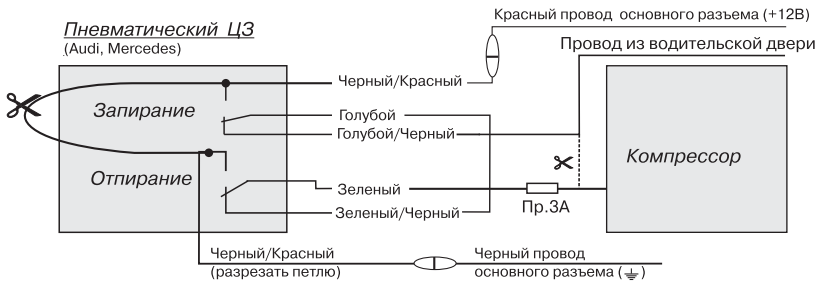 Красный провод основного разъема (+12В)
Пневматический ЦЗ
(Audi, Mercedes)
Провод из водительской двери
Черный/Красный
Запирание
Голубой
Голубой/Черный
Компрессор
Отпирание
Зеленый
Пр.3А
Зеленый/Черный
Черный/Красный
(разрезать петлю)
Черный провод
основного разъема ( )